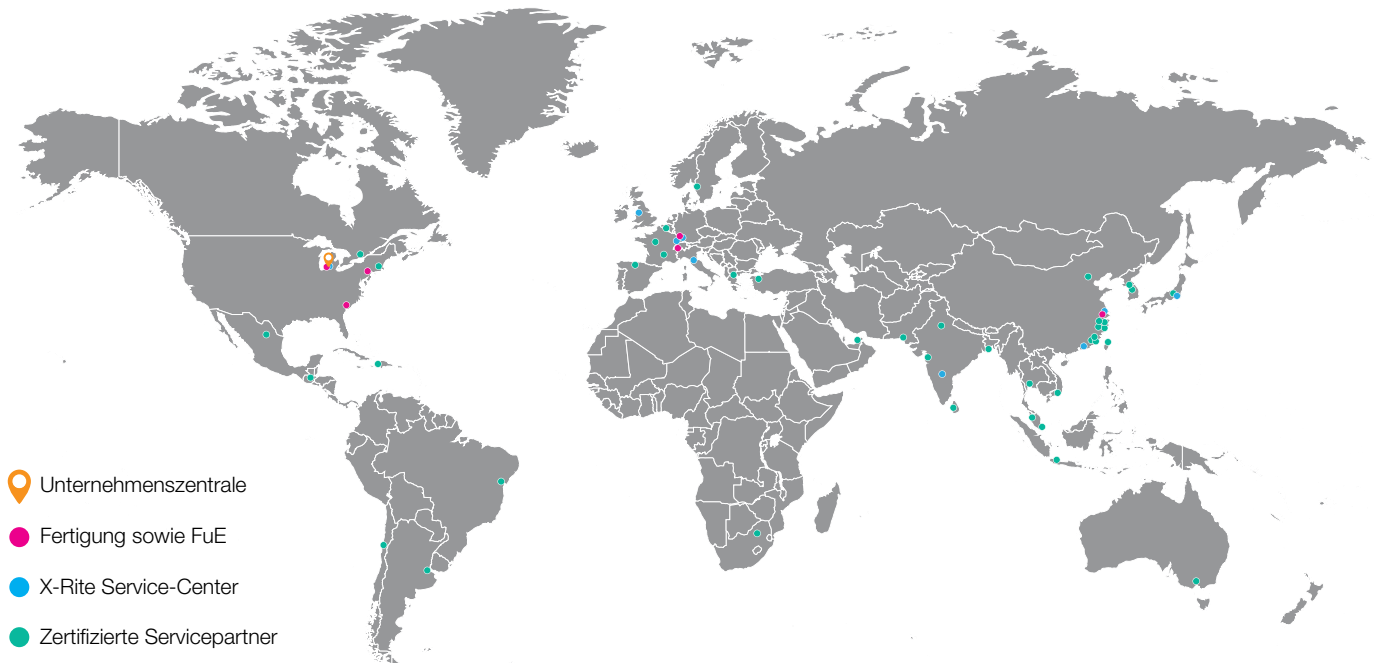 Unternehmenszentrale
Fertigung sowie FuE
X-Rite Service-Center
Zertifizierte Servicepartner